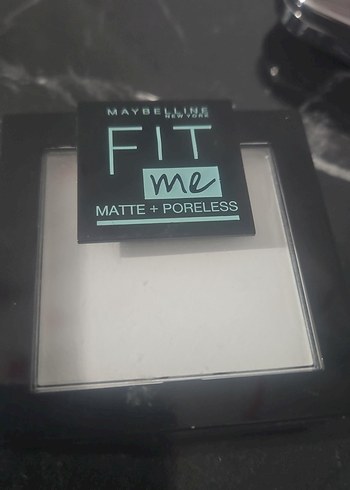 MAYBELLINE
NEW YORK
FIT
me
MATTE + PORELESS